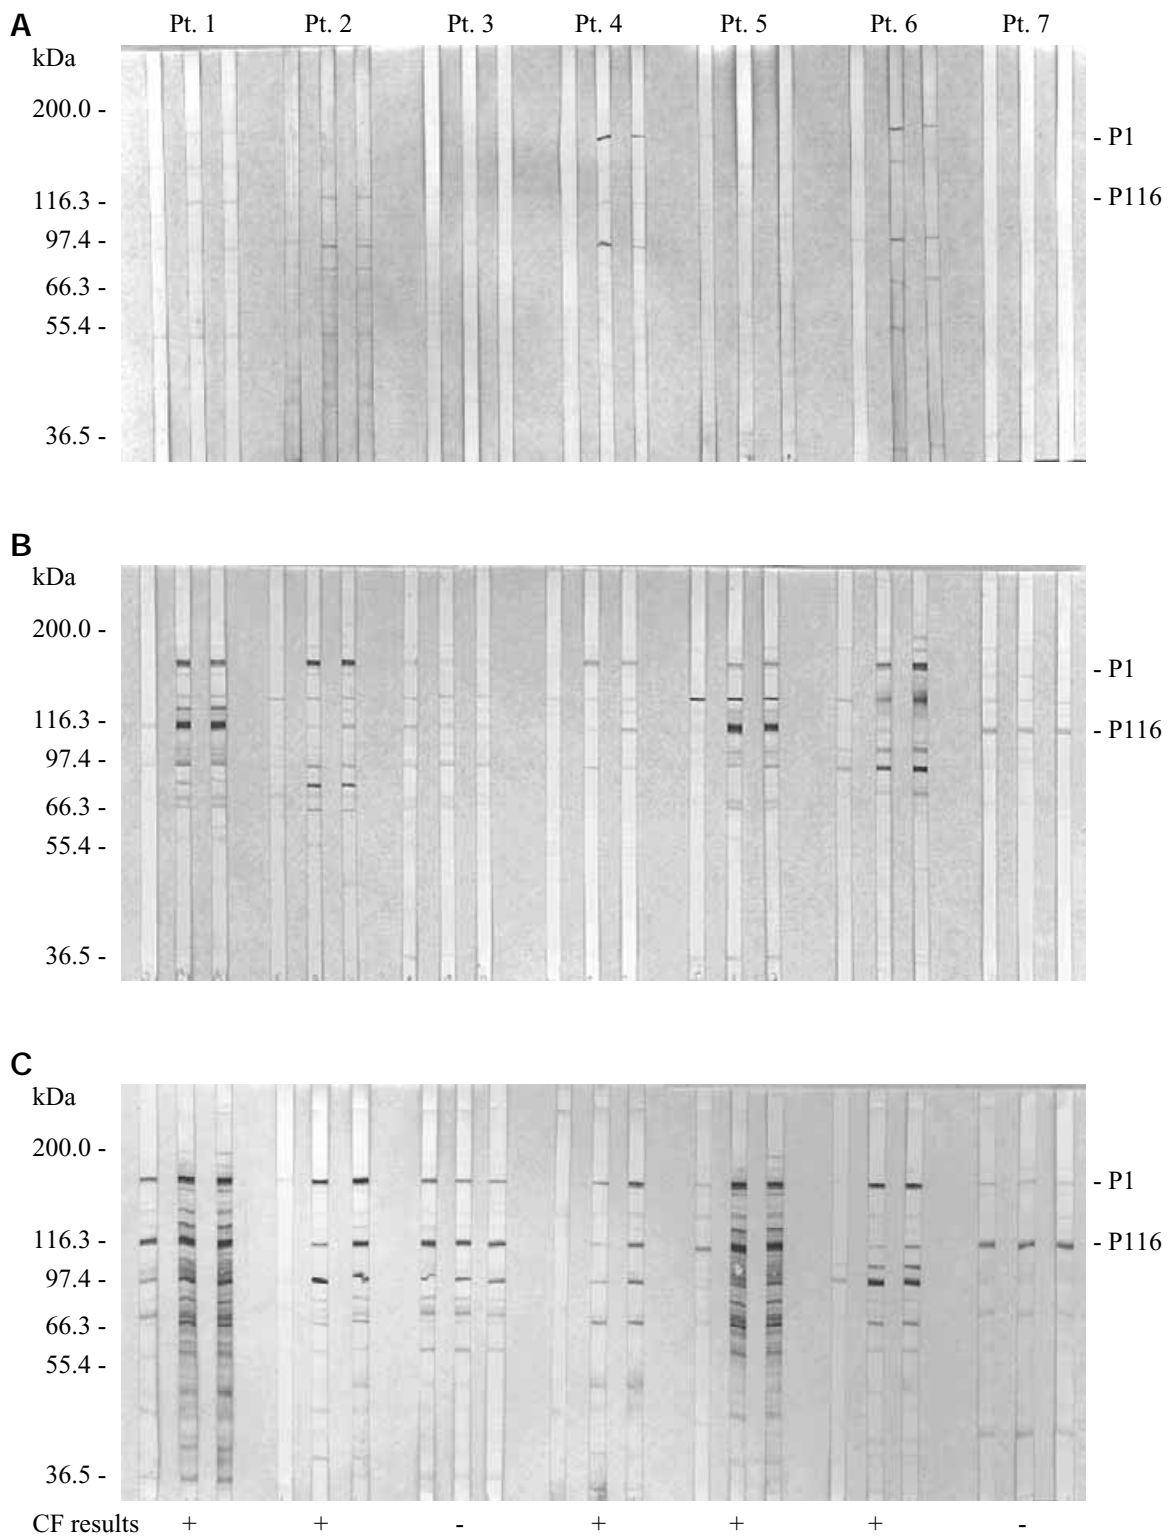 A Pt. 1 Pt. 2 Pt. 3 Pt. 4 Pt. 5 Pt. 6 Pt. 7
kDa
200.0 -
- P1
116.3 -
- P116
97.4 -
66.3 -
55.4 -
36.5 -
B
kDa
200.0 -
- P1
116.3 -
- P116
97.4 -
66.3 -
55.4 -
36.5 -
C
kDa
200.0 -
- P1
116.3 -
- P116
97.4 -
66.3 -
55.4 -
36.5 -
CF results + + - + + + -